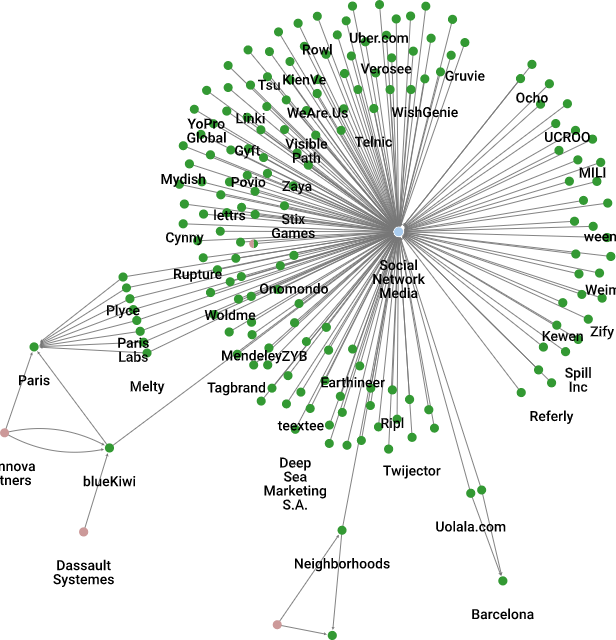 Uber.com
Rowl
Verosee
Gruvie
Tsu
KienVe
Ocho
WeAre.Us
WishGenie
Linki
YoPro
Global
UCROO
Telnic
Visible
Path
Gyft
MILI
Mydish
Povio
Zaya
lettrs
Stix
Games
Cynny
ween
Social
Network
Media
Rupture
Onomondo
Weim
Plyce
Woldme
Zify
Kewen
Paris
Labs
MendeleyZYB
Paris
Melty
Tagbrand
Earthineer
Spill
Inc
Referly
teextee
Ripl
nnova
tners
blueKiwi
Deep
Sea
Marketing
S.A.
Twijector
Uolala.com
Dassault
Systemes
Neighborhoods
Barcelona